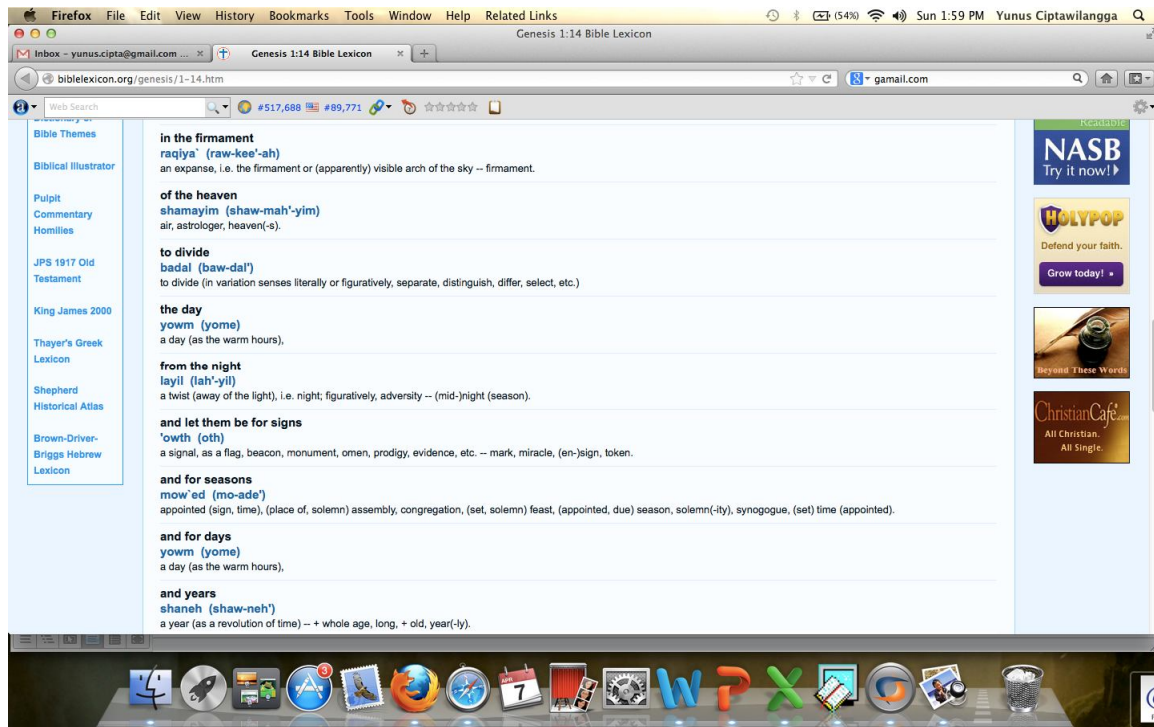 Firefox File Edit View History Bookmarks Tools Window Help Related Links (54%) Sun 1:59 PM Yunus Ciptawilangga
Genesis 1:14 Bible Lexicon
Inbox – yunus.cipta@gmail.com ... × Genesis 1:14 Bible Lexicon × +
biblelexicon.org/genesis/1-14.htm gamail.com
Web Search #517,688 #89,771
Bible Themes
Biblical Illustrator
Pulpit
Commentary
Homilies
JPS 1917 Old
Testament
King James 2000
Thayer's Greek
Lexicon
Shepherd
Historical Atlas
Brown-Driver-
Briggs Hebrew
Lexicon
in the firmament
raqiya` (raw-kee'-ah)
an expanse, i.e. the firmament or (apparently) visible arch of the sky -- firmament.
of the heaven
shamayim (shaw-mah'-yim)
air, astrologer, heaven(-s).
to divide
badal (baw-dal')
to divide (in variation senses literally or figuratively, separate, distinguish, differ, select, etc.)
the day
yowm (yome)
a day (as the warm hours),
from the night
layil (lah'-yil)
a twist (away of the light), i.e. night; figuratively, adversity -- (mid-)night (season).
and let them be for signs
'owth (oth)
a signal, as a flag, beacon, monument, omen, prodigy, evidence, etc. -- mark, miracle, (en-)sign, token.
and for seasons
mow`ed (mo-ade')
appointed (sign, time), (place of, solemn) assembly, congregation, (set, solemn) feast, (appointed, due) season, solemn(-ity), synogogue, (set) time (appointed).
and for days
yowm (yome)
a day (as the warm hours),
and years
shaneh (shaw-neh')
a year (as a revolution of time) -- + whole age, long, + old, year(-ly).
Readable
NASB
Try it now!
HOLYPOP
Defend your faith.
Grow today! »
Beyond These Words
ChristianCafe.com
All Christian.
All Single.
3
APR
7